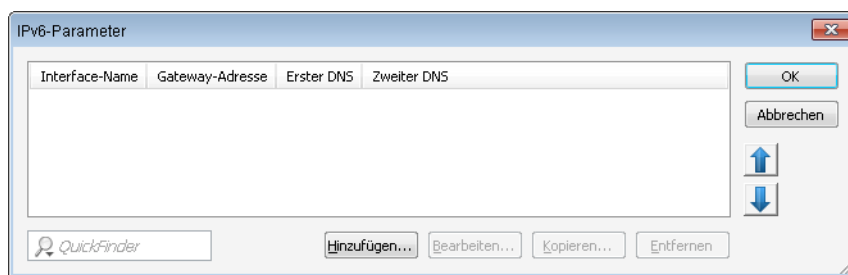 IPv6-Parameter
Interface-Name Gateway-Adresse Erster DNS Zweiter DNS
OK
Abbrechen
QuickFinder Hinzufügen... Bearbeiten... Kopieren... Entfernen